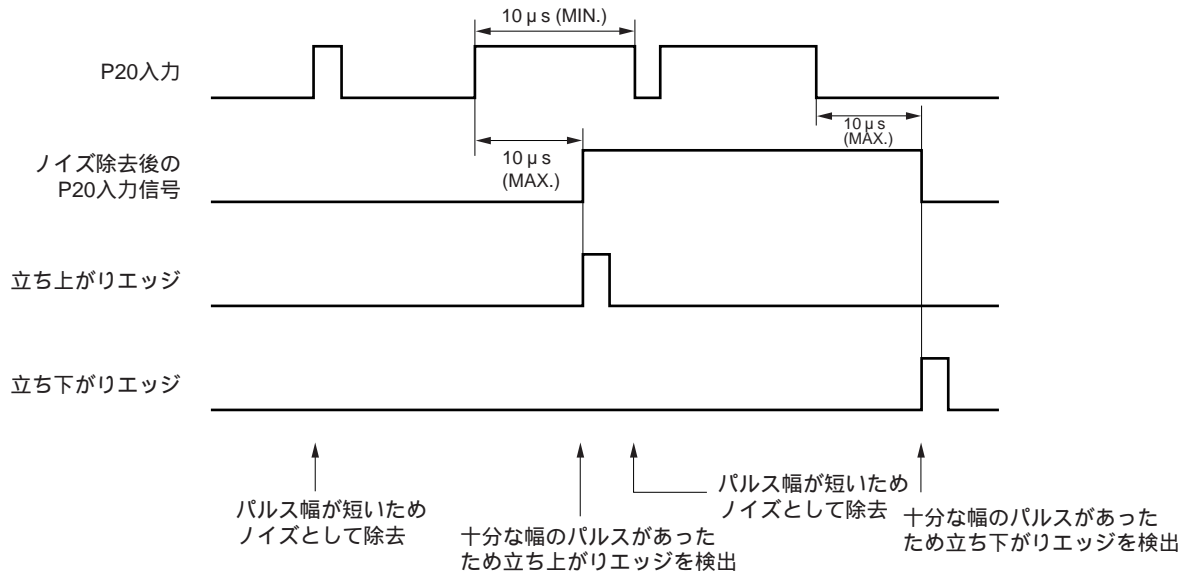 10 μs (MIN.)
P20入力
10 μs
(MAX.)
10 μs
(MAX.)
ノイズ除去後の
P20入力信号
立ち上がりエッジ
立ち下がりエッジ
パルス幅が短いため
ノイズとして除去
十分な幅のパルスがあった
ため立ち上がりエッジを検出
パルス幅が短いため
ノイズとして除去
十分な幅のパルスがあった
ため立ち下がりエッジを検出